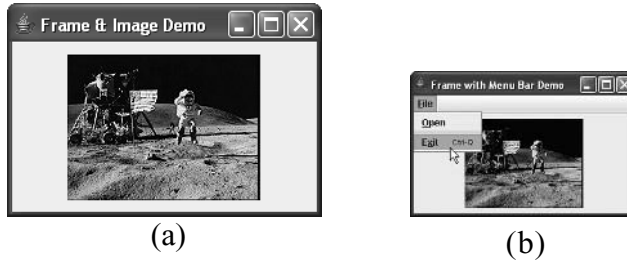 Frame & Image Demo
(a)
Frame with Menu Bar Demo
File
Open
Exit Ctrl-Q
(b)